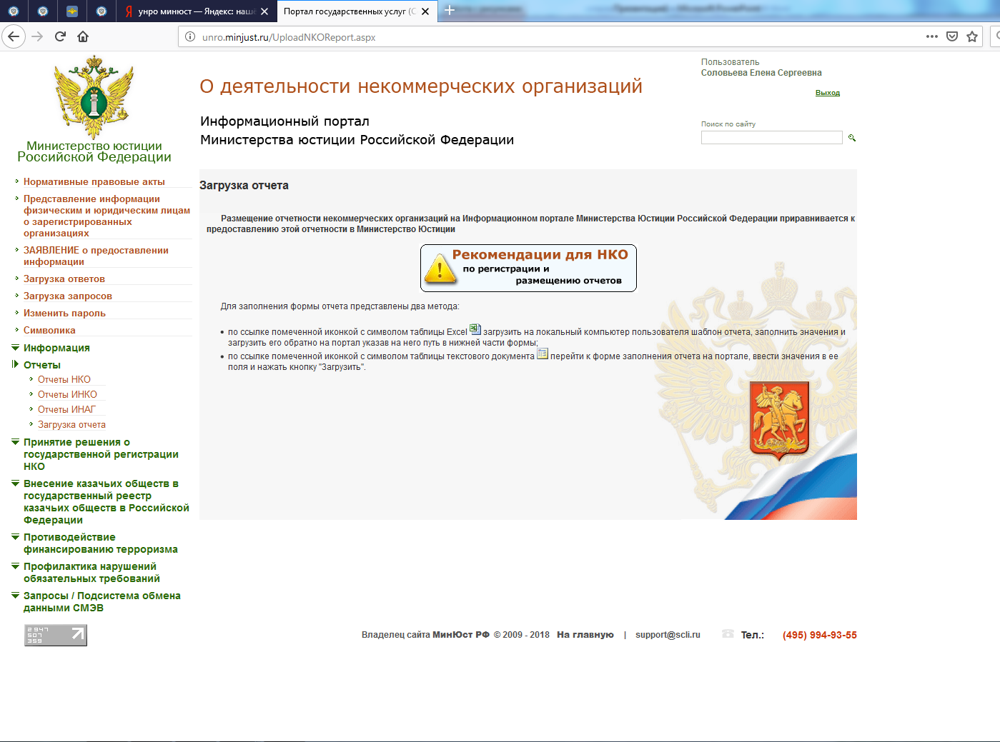 унро минюст — Яндекс: наш
Портал государственных услуг (С
unro.minjust.ru/UploadNKOReport.aspx
Министерство юстиции
Российской Федерации
О деятельности некоммерческих организаций
Информационный портал
Министерства юстиции Российской Федерации
Пользователь
Соловьева Елена Сергеевна
Выход
Поиск по сайту
Нормативные правовые акты
Представление информации
физическим и юридическим лицам
о зарегистрированных
организациях
ЗАЯВЛЕНИЕ о предоставлении
информации
Загрузка ответов
Загрузка запросов
Изменить пароль
Символика
Информация
Отчеты
Отчеты НКО
Отчеты ИНКО
Отчеты ИНАГ
Загрузка отчета
Принятие решения о
государственной регистрации
НКО
Внесение казачьих обществ в
государственный реестр
казачьих обществ в Российской
Федерации
Противодействие
финансированию терроризма
Профилактика нарушений
обязательных требований
Запросы / Подсистема обмена
данными СМЭВ
2 947
507
359
Загрузка отчета
Размещение отчетности некоммерческих организаций на Информационном портале Министерства Юстиции Российской Федерации приравнивается к
предоставлению этой отчетности в Министерство Юстиции
Рекомендации для НКО
по регистрации и
размещению отчетов
Для заполнения формы отчета представлены два метода:
по ссылке помеченной иконкой с символом таблицы Excel загрузить на локальный компьютер пользователя шаблон отчета, заполнить значения и
загрузить его обратно на портал указав на него путь в нижней части формы;
по ссылке помеченной иконкой с символом таблицы текстового документа перейти к форме заполнения отчета на портале, ввести значения в ее
поля и нажать кнопку "Загрузить".
Владелец сайта МинЮст РФ © 2009 - 2018 На главную | support@scli.ru Тел.: (495) 994-93-55